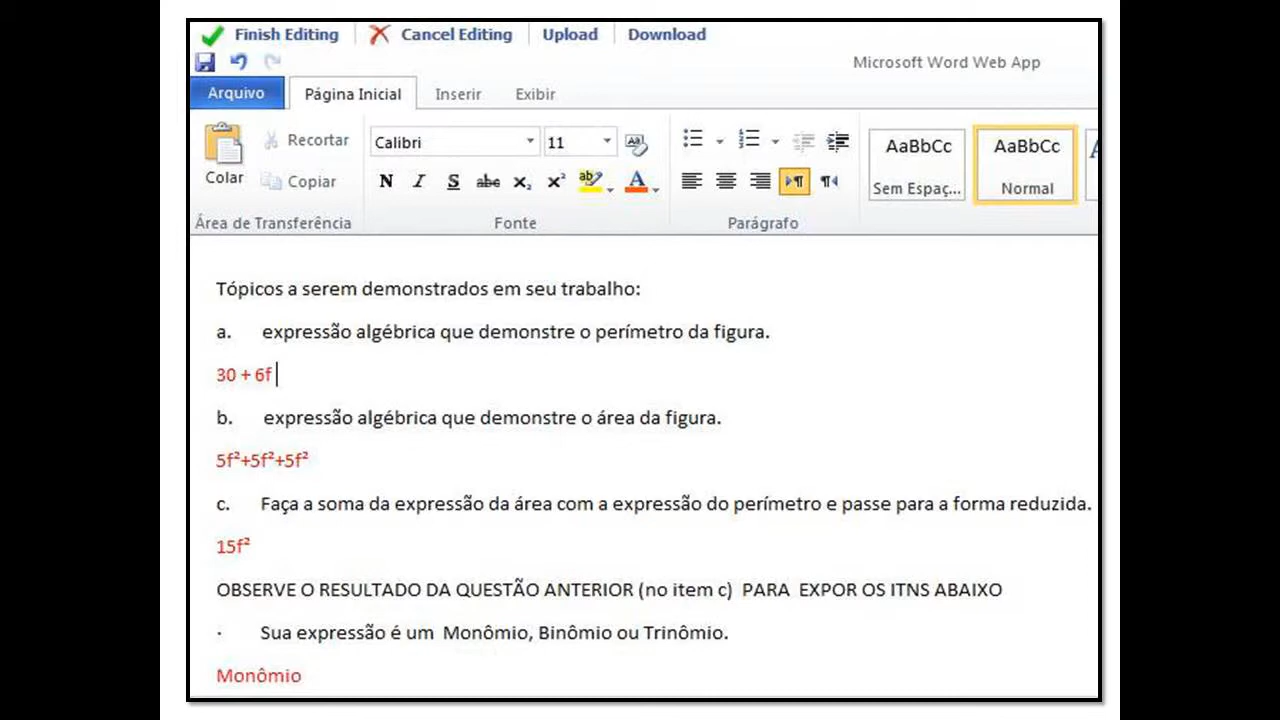 Finish Editing Cancel Editing Upload Download
Microsoft Word Web App
Arquivo Página Inicial Inserir Exibir
Colar Recortar Copiar
Calibri 11
N I S abc x₂ x² ab A
AaBbCc Sem Espaç...
AaBbCc Normal
Área de Transferência Fonte Parágrafo
Tópicos a serem demonstrados em seu trabalho:
a. expressão algébrica que demonstre o perímetro da figura.
30 + 6f
b. expressão algébrica que demonstre o área da figura.
5f²+5f²+5f²
c. Faça a soma da expressão da área com a expressão do perímetro e passe para a forma reduzida.
15f²
OBSERVE O RESULTADO DA QUESTÃO ANTERIOR (no item c) PARA EXPOR OS ITNS ABAIXO
· Sua expressão é um Monômio, Binômio ou Trinômio.
Monômio